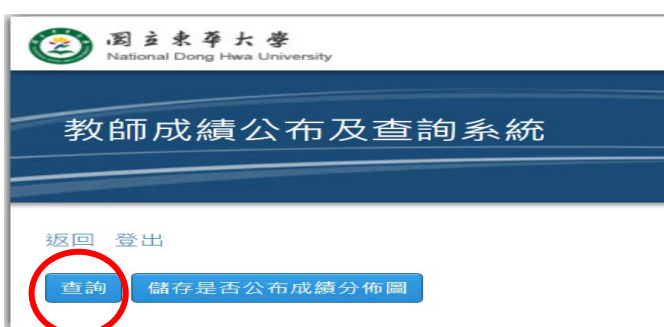 國立東華大學
National Dong Hwa University
教師成績公布及查詢系統
返回 登出
查詢 儲存是否公布成績分佈圖